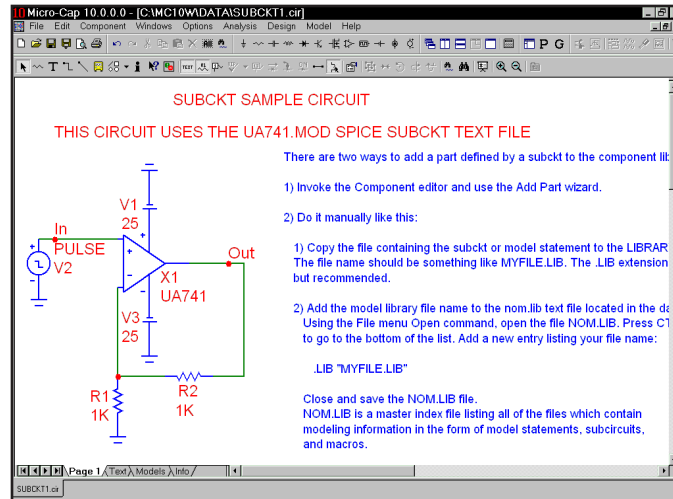 10 Micro-Cap 10.0.0.0 - [C:\MC10W\DATA\SUBCKT1.cir]
File Edit Component Windows Options Analysis Design Model Help
T P G
T i TEXT
SUBCKT SAMPLE CIRCUIT
THIS CIRCUIT USES THE UA741.MOD SPICE SUBCKT TEXT FILE
There are two ways to add a part defined by a subckt to the component lib
1) Invoke the Component editor and use the Add Part wizard.
2) Do it manually like this:
1) Copy the file containing the subckt or model statement to the LIBRAR
The file name should be something like MYFILE.LIB. The .LIB extension
but recommended.
2) Add the model library file name to the nom.lib text file located in the da
Using the File menu Open command, open the file NOM.LIB. Press CT
to go to the bottom of the list. Add a new entry listing your file name:
.LIB "MYFILE.LIB"
Close and save the NOM.LIB file.
NOM.LIB is a master index file listing all of the files which contain
modeling information in the form of model statements, subcircuits,
and macros.
V1
25
In
PULSE
V2
Out
X1
UA741
V3
25
R1
1K
R2
1K
Page 1 Text Models Info
SUBCKT1.cir